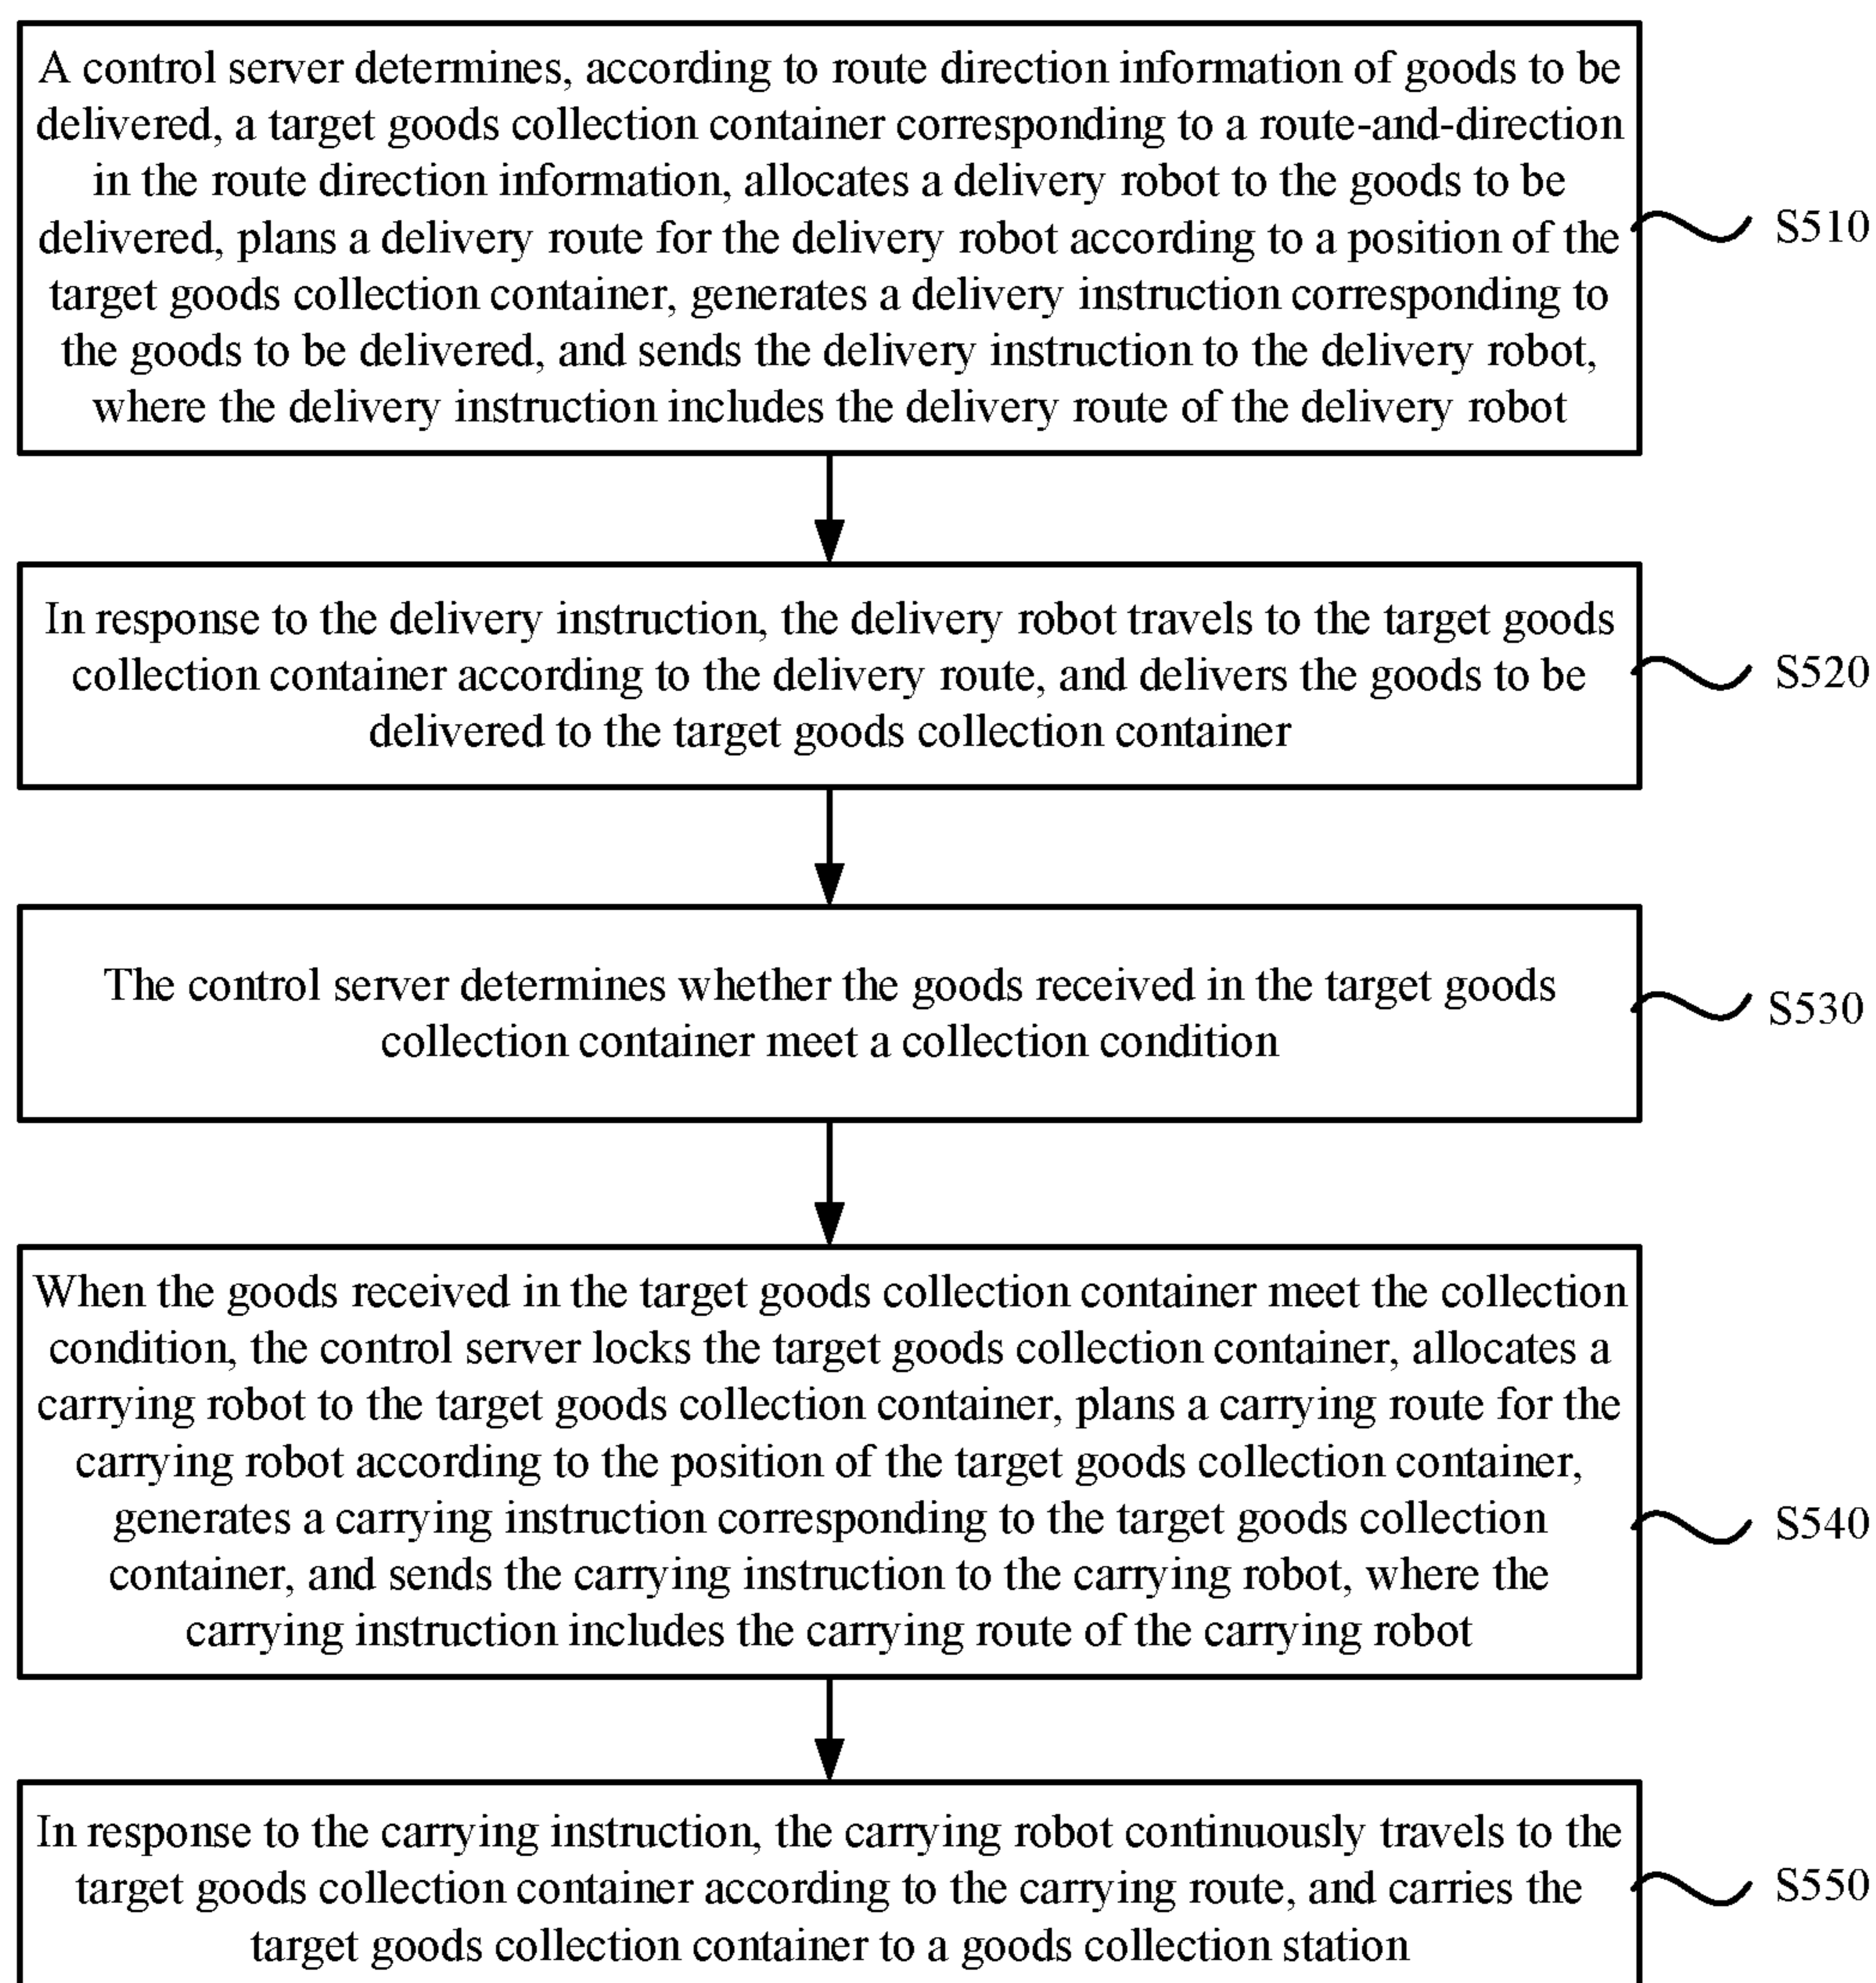 A control server determines, according to route direction information of goods to be
delivered, a target goods collection container corresponding to a route-and-direction
in the route direction information, allocates a delivery robot to the goods to be
delivered, plans a delivery route for the delivery robot according to a position of the
target goods collection container, generates a delivery instruction corresponding to
the goods to be delivered, and sends the delivery instruction to the delivery robot,
where the delivery instruction includes the delivery route of the delivery robot
S510
In response to the delivery instruction, the delivery robot travels to the target goods
collection container according to the delivery route, and delivers the goods to be
delivered to the target goods collection container
S520
The control server determines whether the goods received in the target goods
collection container meet a collection condition
S530
When the goods received in the target goods collection container meet the collection
condition, the control server locks the target goods collection container, allocates a
carrying robot to the target goods collection container, plans a carrying route for the
carrying robot according to the position of the target goods collection container,
generates a carrying instruction corresponding to the target goods collection
container, and sends the carrying instruction to the carrying robot, where the
carrying instruction includes the carrying route of the carrying robot
S540
In response to the carrying instruction, the carrying robot continuously travels to the
target goods collection container according to the carrying route, and carries the
target goods collection container to a goods collection station
S550